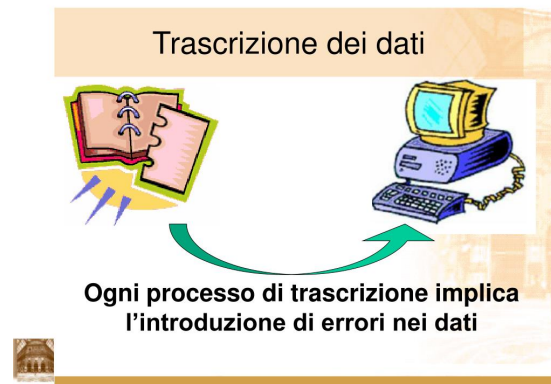 Trascrizione dei dati
Ogni processo di trascrizione implica
l'introduzione di errori nei dati